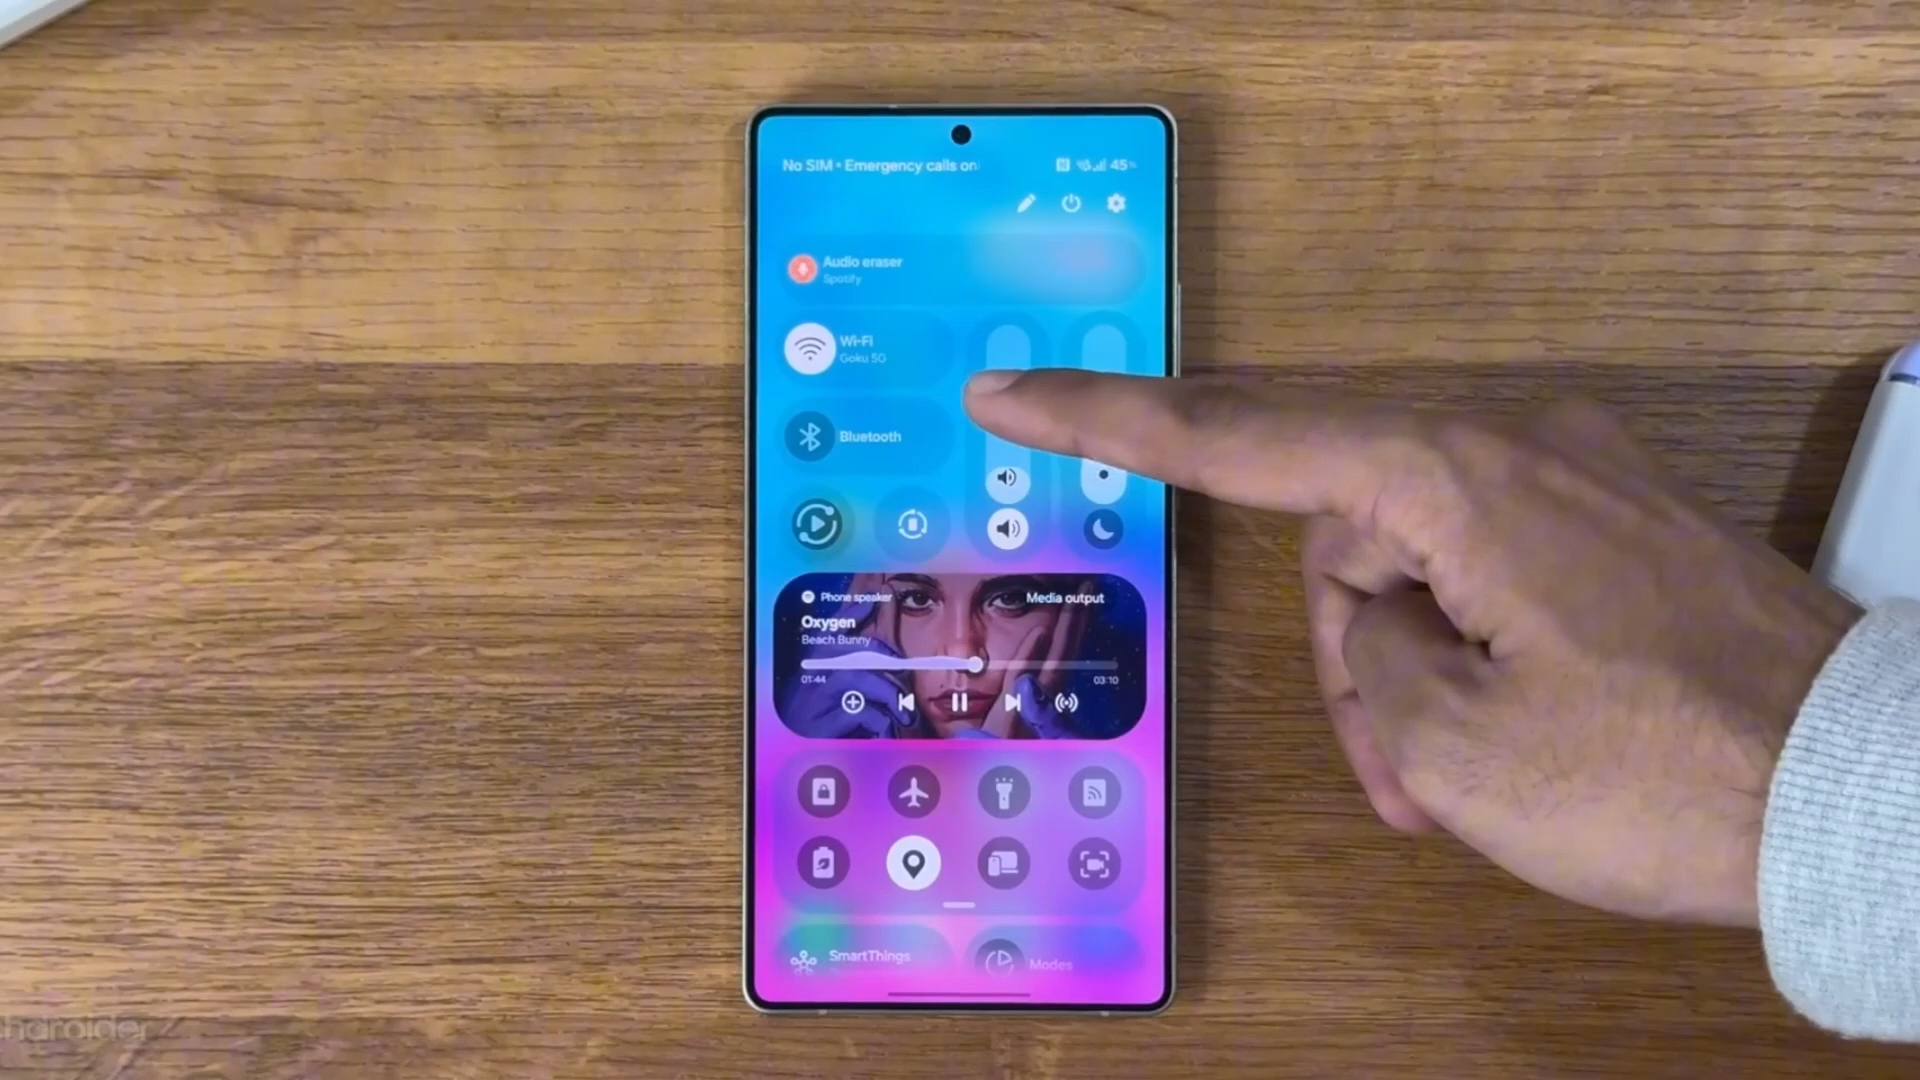 No SIM • Emergency calls on
45%
Audio eraser
Spotify
Wi-Fi
Goku 5G
Bluetooth
Phone speaker
Media output
Oxygen
Beach Bunny
01:44
03:10
SmartThings
Modes